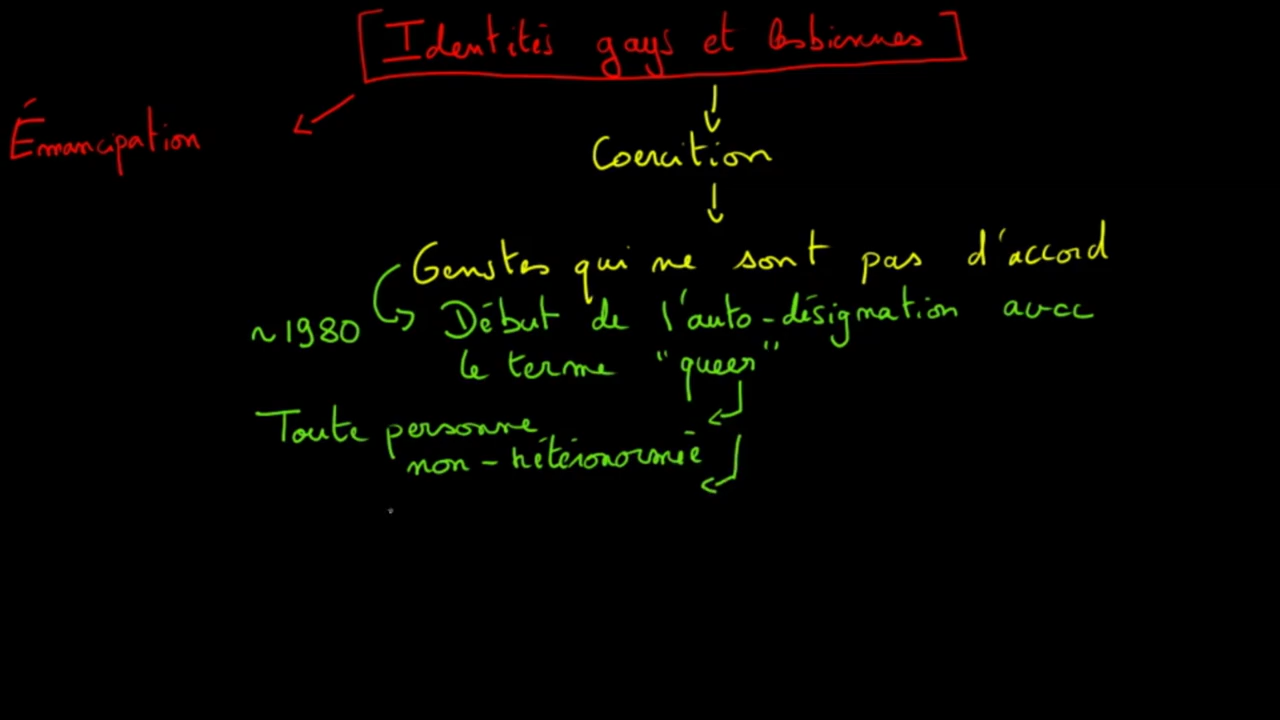 Identités gays et lesbiennes
Émancipation
Coercition
Gens tes qui ne sont pas d'accord
~1980
Début de l'auto-désignation avec
le terme "queer"
Toute personne
non-hétéronormée